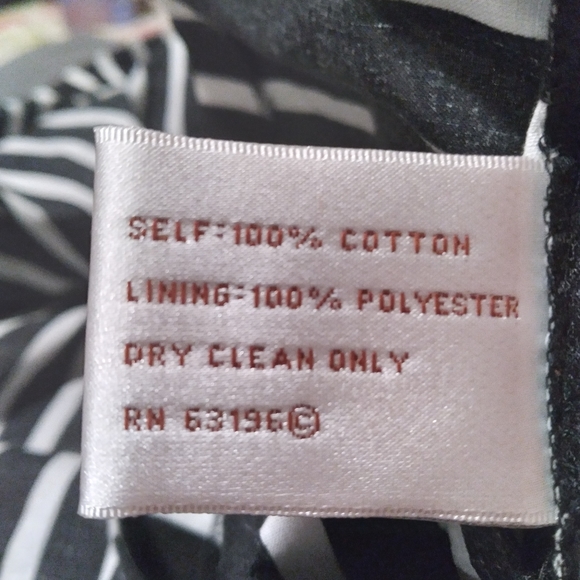 SELF:100% COTTON
LINING:100% POLYESTER
DRY CLEAN ONLY
RN 63196©